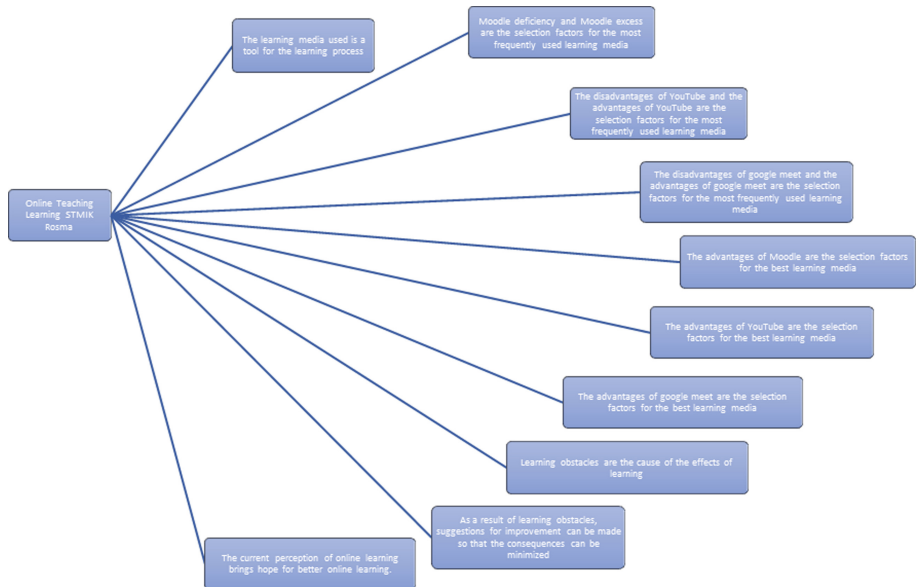 The learning media used is a
tool for the learning process
Moodle deficiency and Moodle excess
are the selection factors for the most
frequently used learning media
The disadvantages of YouTube and the
advantages of YouTube are the
selection factors for the most
frequently used learning media
The disadvantages of google meet and the
advantages of google meet are the selection
factors for the most frequently used learning
media
Online Teaching
Learning STMIK
Rosma
The advantages of Moodle are the selection factors
for the best learning media
The advantages of YouTube are the selection
factors for the best learning media
The advantages of google meet are the selection
factors for the best learning media
Learning obstacles are the cause of the effects of
learning
As a result of learning obstacles,
suggestions for improvement can be made
so that the consequences can be
minimized
The current perception of online learning
brings hope for better online learning.